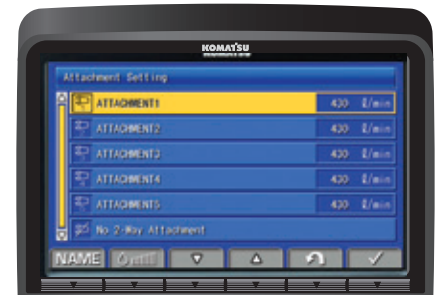 KOMATSU
Attachment Setting
ATTACHMENT1 430 ℓ/min
ATTACHMENT2 430 ℓ/min
ATTACHMENT3 430 ℓ/min
ATTACHMENT4 430 ℓ/min
ATTACHMENT5 430 ℓ/min
No 2-Way Attachment
NAME